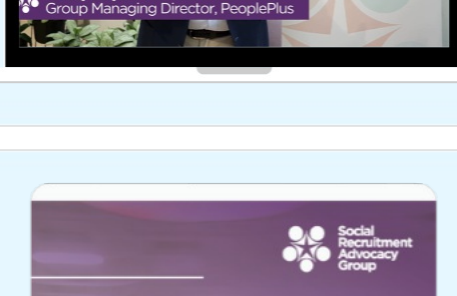 Group Managing Director, PeoplePlus
Social
Recruitment
Advocacy
Group